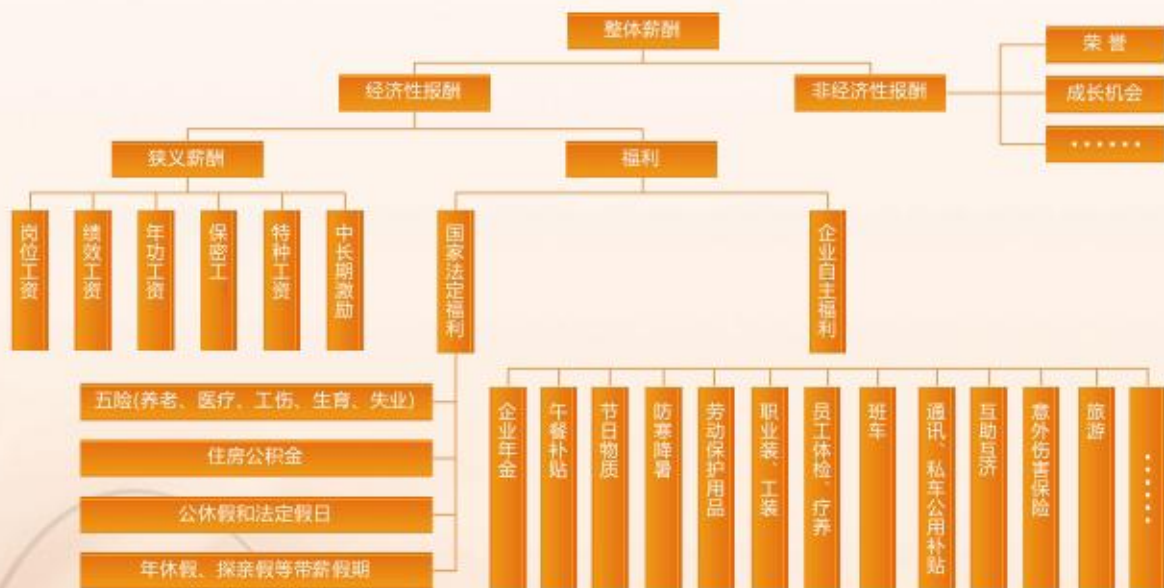 整体薪酬
荣 誉
经济性报酬
非经济性报酬
成长机会
······
狭义薪酬
福利
岗位工资
绩效工资
年功工资
保密工
特种工资
中长期激励
国家法定福利
企业自主福利
五险(养老、医疗、工伤、生育、失业)
住房公积金
公休假和法定假日
年休假、探亲假等带薪假期
企业年金
午餐补贴
节日物质
防寒降暑
劳动保护用品
职业装、工装
员工体检、疗养
班车
通讯、私车公用补贴
互助互济
意外伤害保险
旅游
······